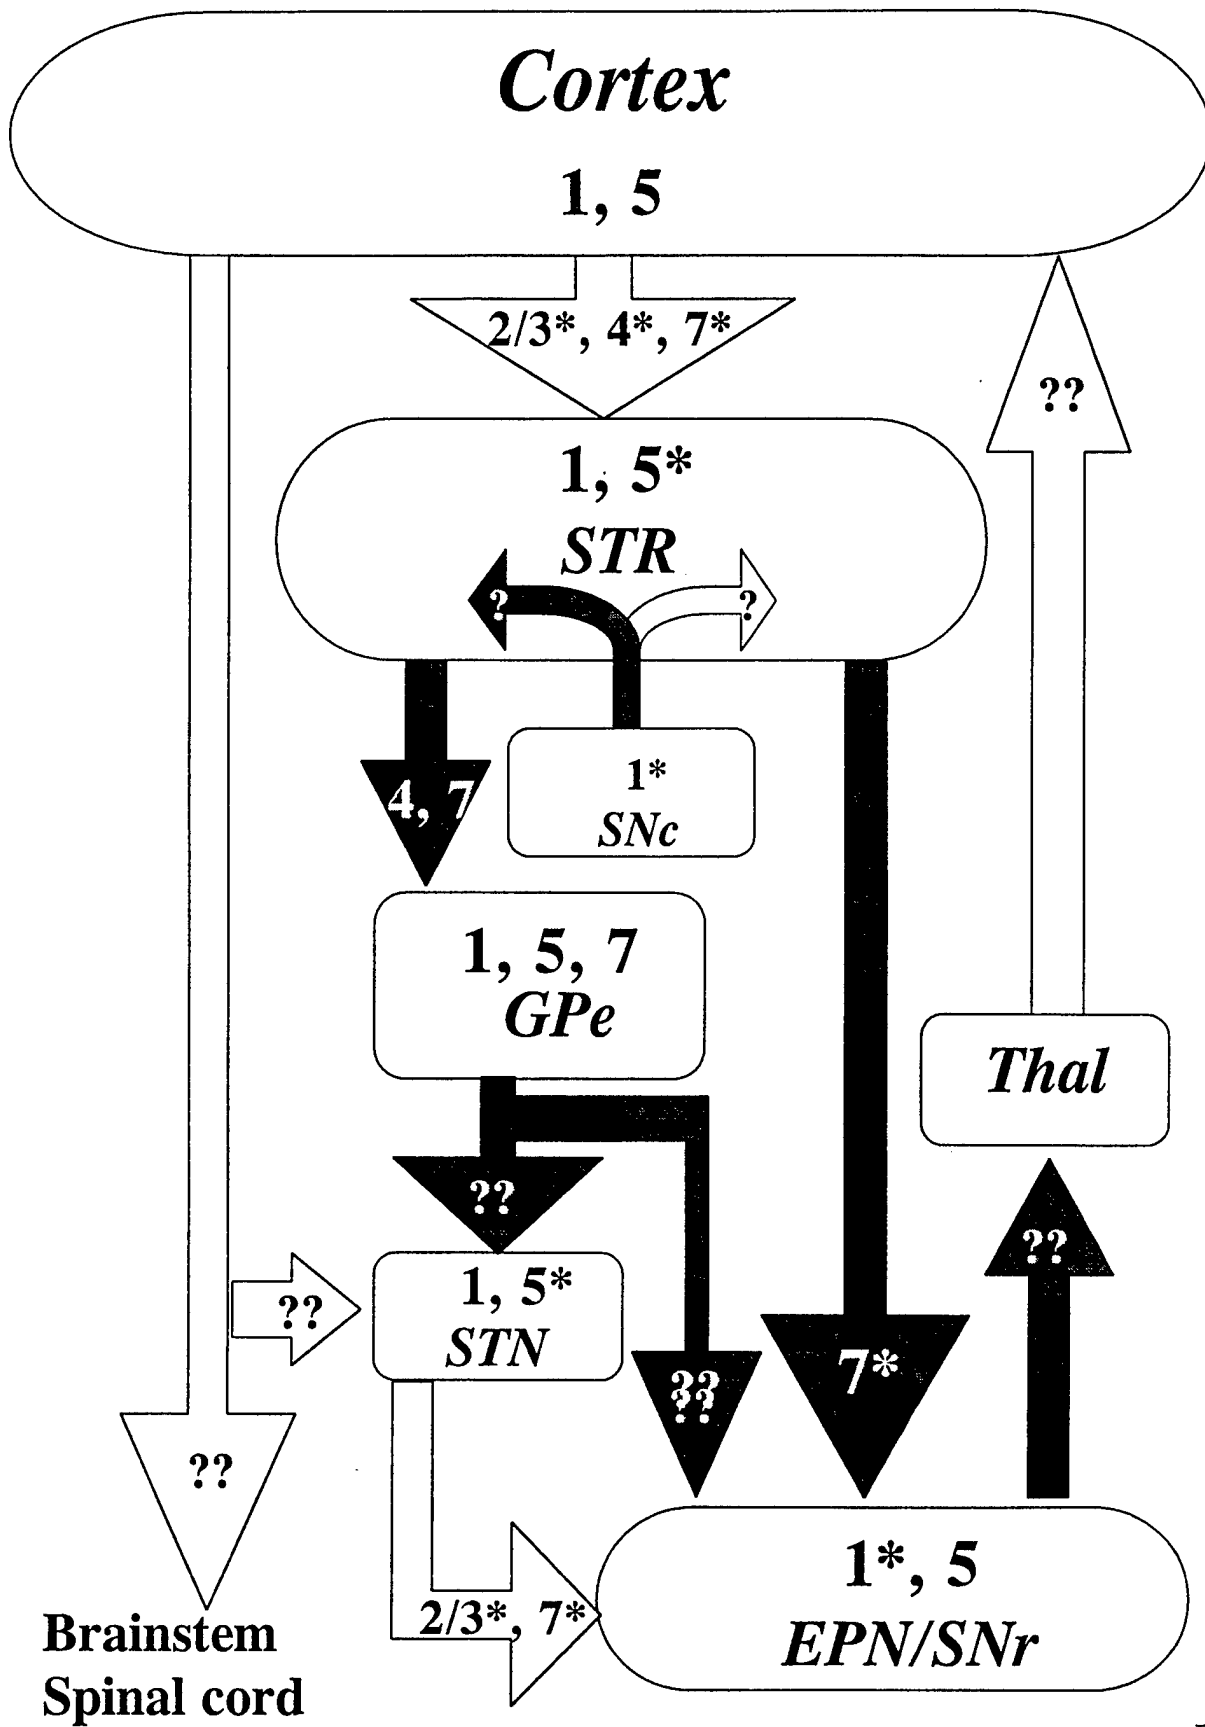 Cortex
1, 5
2/3*, 4*, 7*
??
1, 5*
STR
?
?
1*
SNc
4, 7
1, 5, 7
GPe
Thal
??
??
1, 5*
STN
??
??
??
7*
??
1*, 5
EPN/SNr
2/3*, 7*
Brainstem
Spinal cord